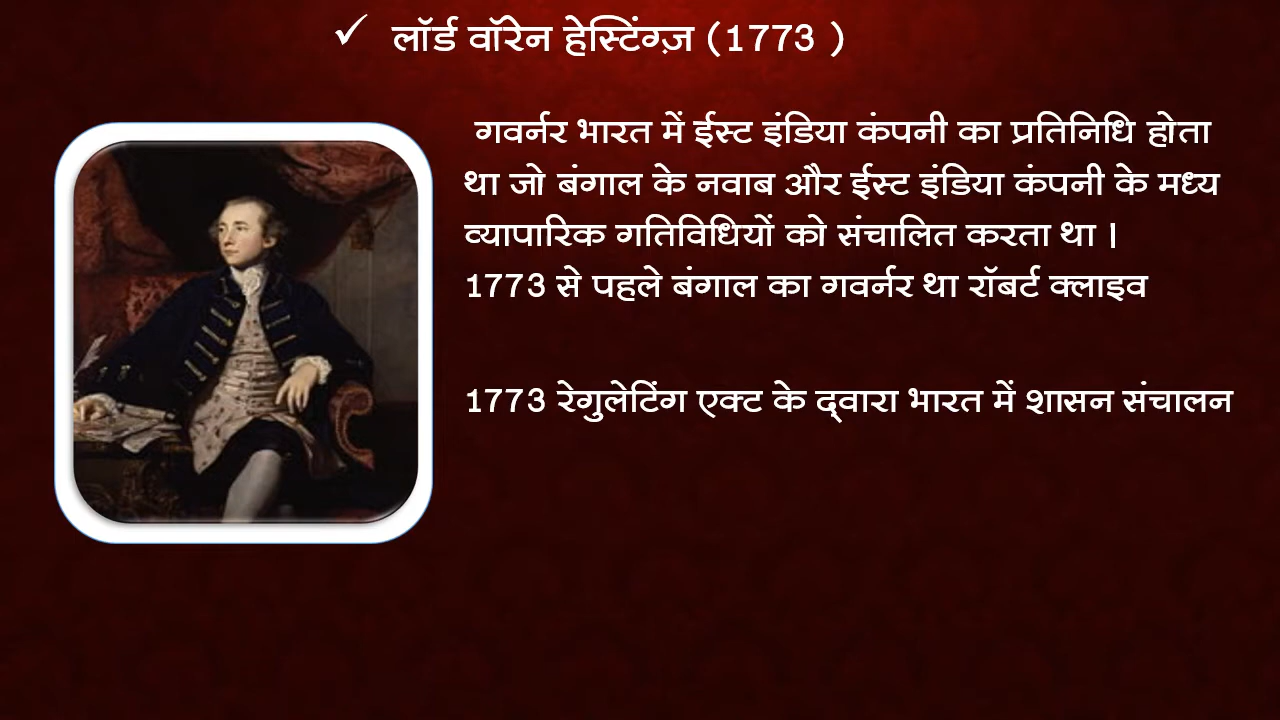 ✓ लॉर्ड वॉरेन हेस्टिंग्ज़ (1773 )
गवर्नर भारत में ईस्ट इंडिया कंपनी का प्रतिनिधि होता
था जो बंगाल के नवाब और ईस्ट इंडिया कंपनी के मध्य
व्यापारिक गतिविधियों को संचालित करता था |
1773 से पहले बंगाल का गवर्नर था रॉबर्ट क्लाइव
1773 रेगुलेटिंग एक्ट के द्वारा भारत में शासन संचालन